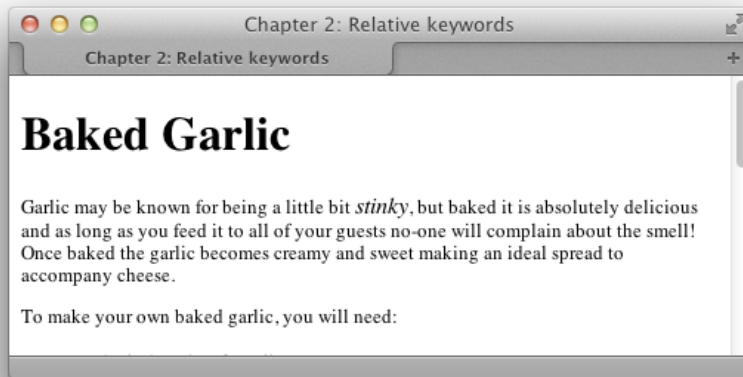 Chapter 2: Relative keywords
Chapter 2: Relative keywords
Baked Garlic
Garlic may be known for being a little bit stinky, but baked it is absolutely delicious
and as long as you feed it to all of your guests no-one will complain about the smell!
Once baked the garlic becomes creamy and sweet making an ideal spread to
accompany cheese.
To make your own baked garlic, you will need: